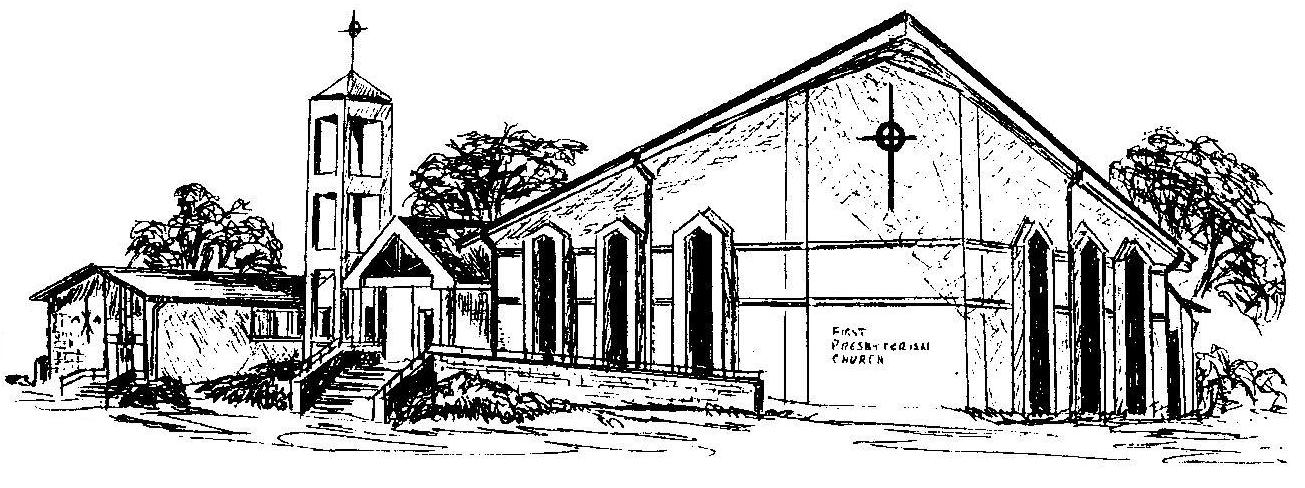 FIRST
PRESBYTERIAN
CHURCH